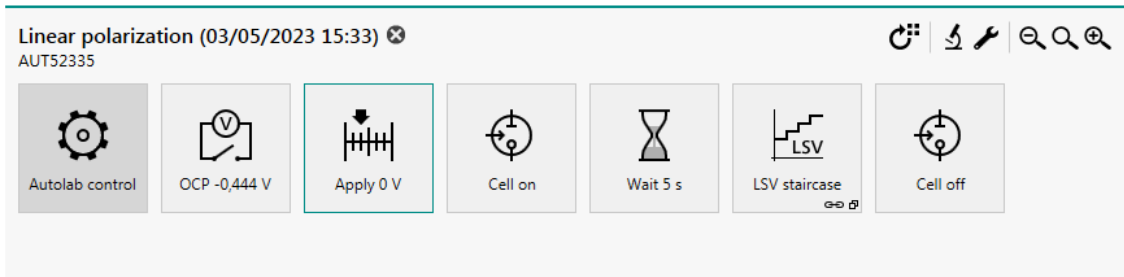 Linear polarization (03/05/2023 15:33)
AUT52335
V
LSV
Autolab control
OCP -0,444 V
Apply 0 V
Cell on
Wait 5 s
LSV staircase
Cell off